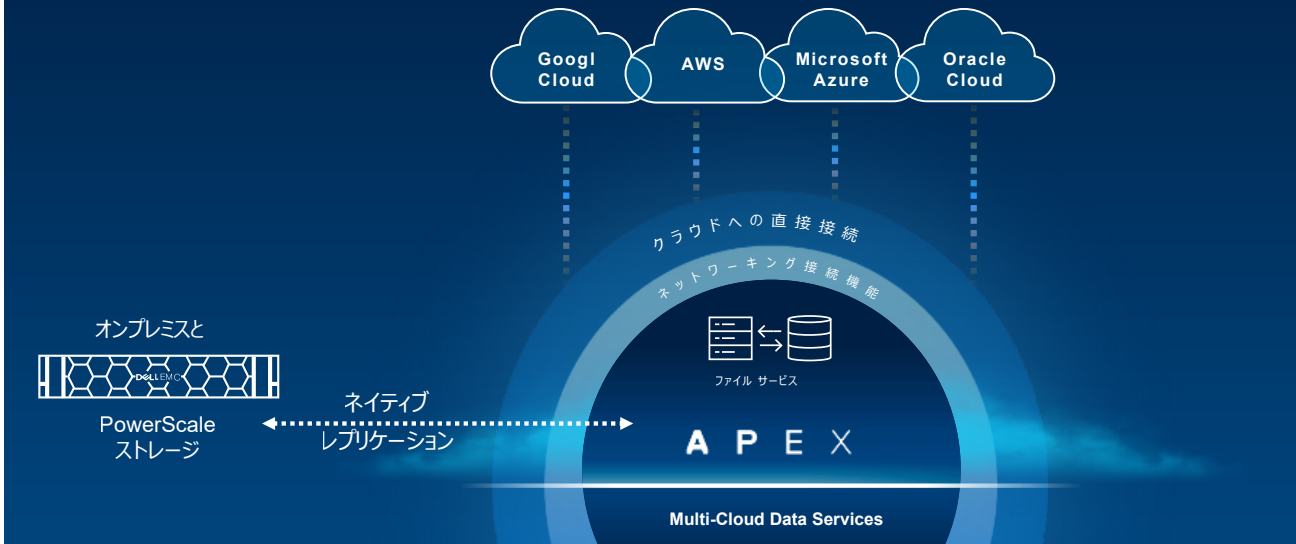 Googl
Cloud
AWS
Microsoft
Azure
Oracle
Cloud
クラウドへの直接接続
ネットワーキング接続機能
ファイル サービス
オンプレミスと
DELLEMC
PowerScale
ストレージ
ネイティブ
レプリケーション
APEX
Multi-Cloud Data Services